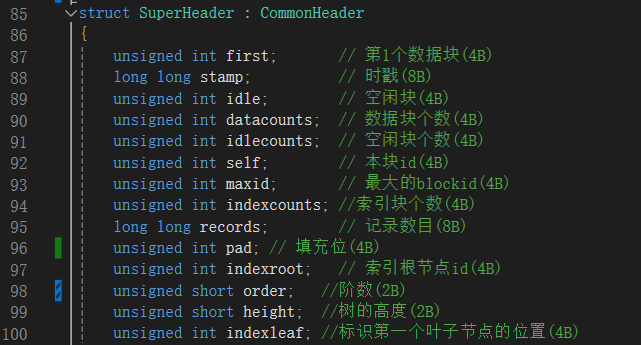 85 struct SuperHeader : CommonHeader
86 {
87 unsigned int first; // 第1个数据块(4B)
88 long long stamp; // 时戳(8B)
89 unsigned int idle; // 空闲块(4B)
90 unsigned int datacounts; // 数据块个数(4B)
91 unsigned int idlecounts; // 空闲块个数(4B)
92 unsigned int self; // 本块id(4B)
93 unsigned int maxid; // 最大的blockid(4B)
94 unsigned int indexcounts; //索引块个数(4B)
95 long long records; // 记录数目(8B)
96 unsigned int pad; // 填充位(4B)
97 unsigned int indexroot; // 索引根节点id(4B)
98 unsigned short order; //阶数(2B)
99 unsigned short height; //树的高度(2B)
100 unsigned int indexleaf; //标识第一个叶子节点的位置(4B)